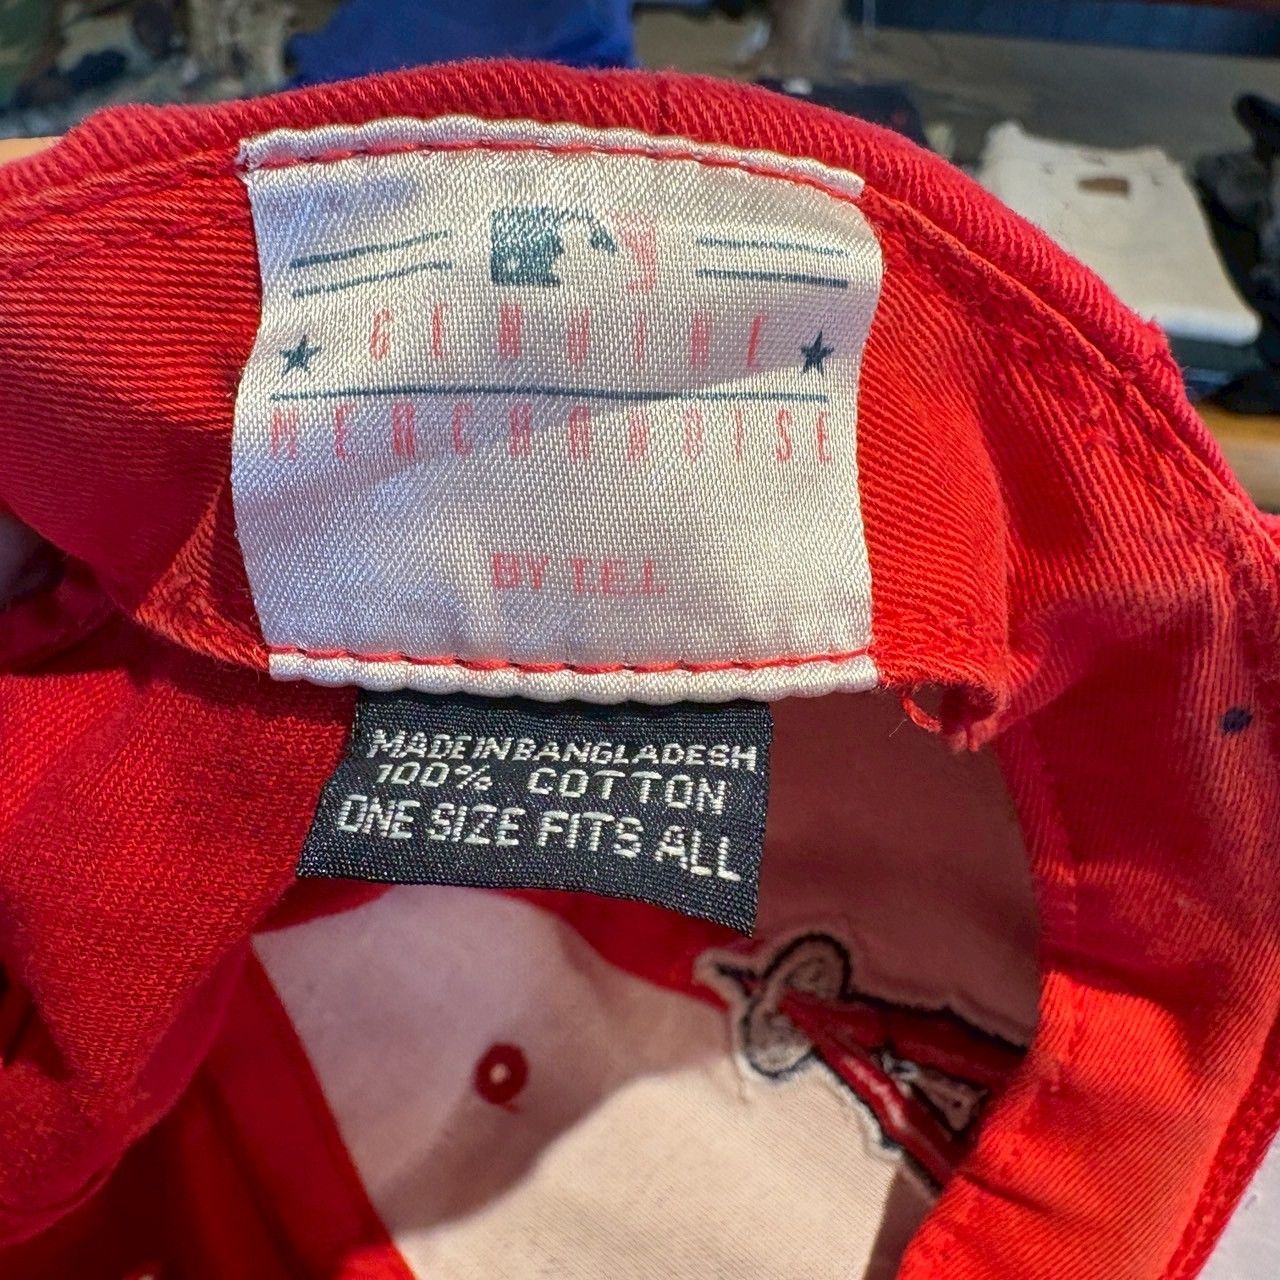 GENUINE
MERCHANDISE
BY T.E.I.
MADE IN BANGLADESH
100% COTTON
ONE SIZE FITS ALL